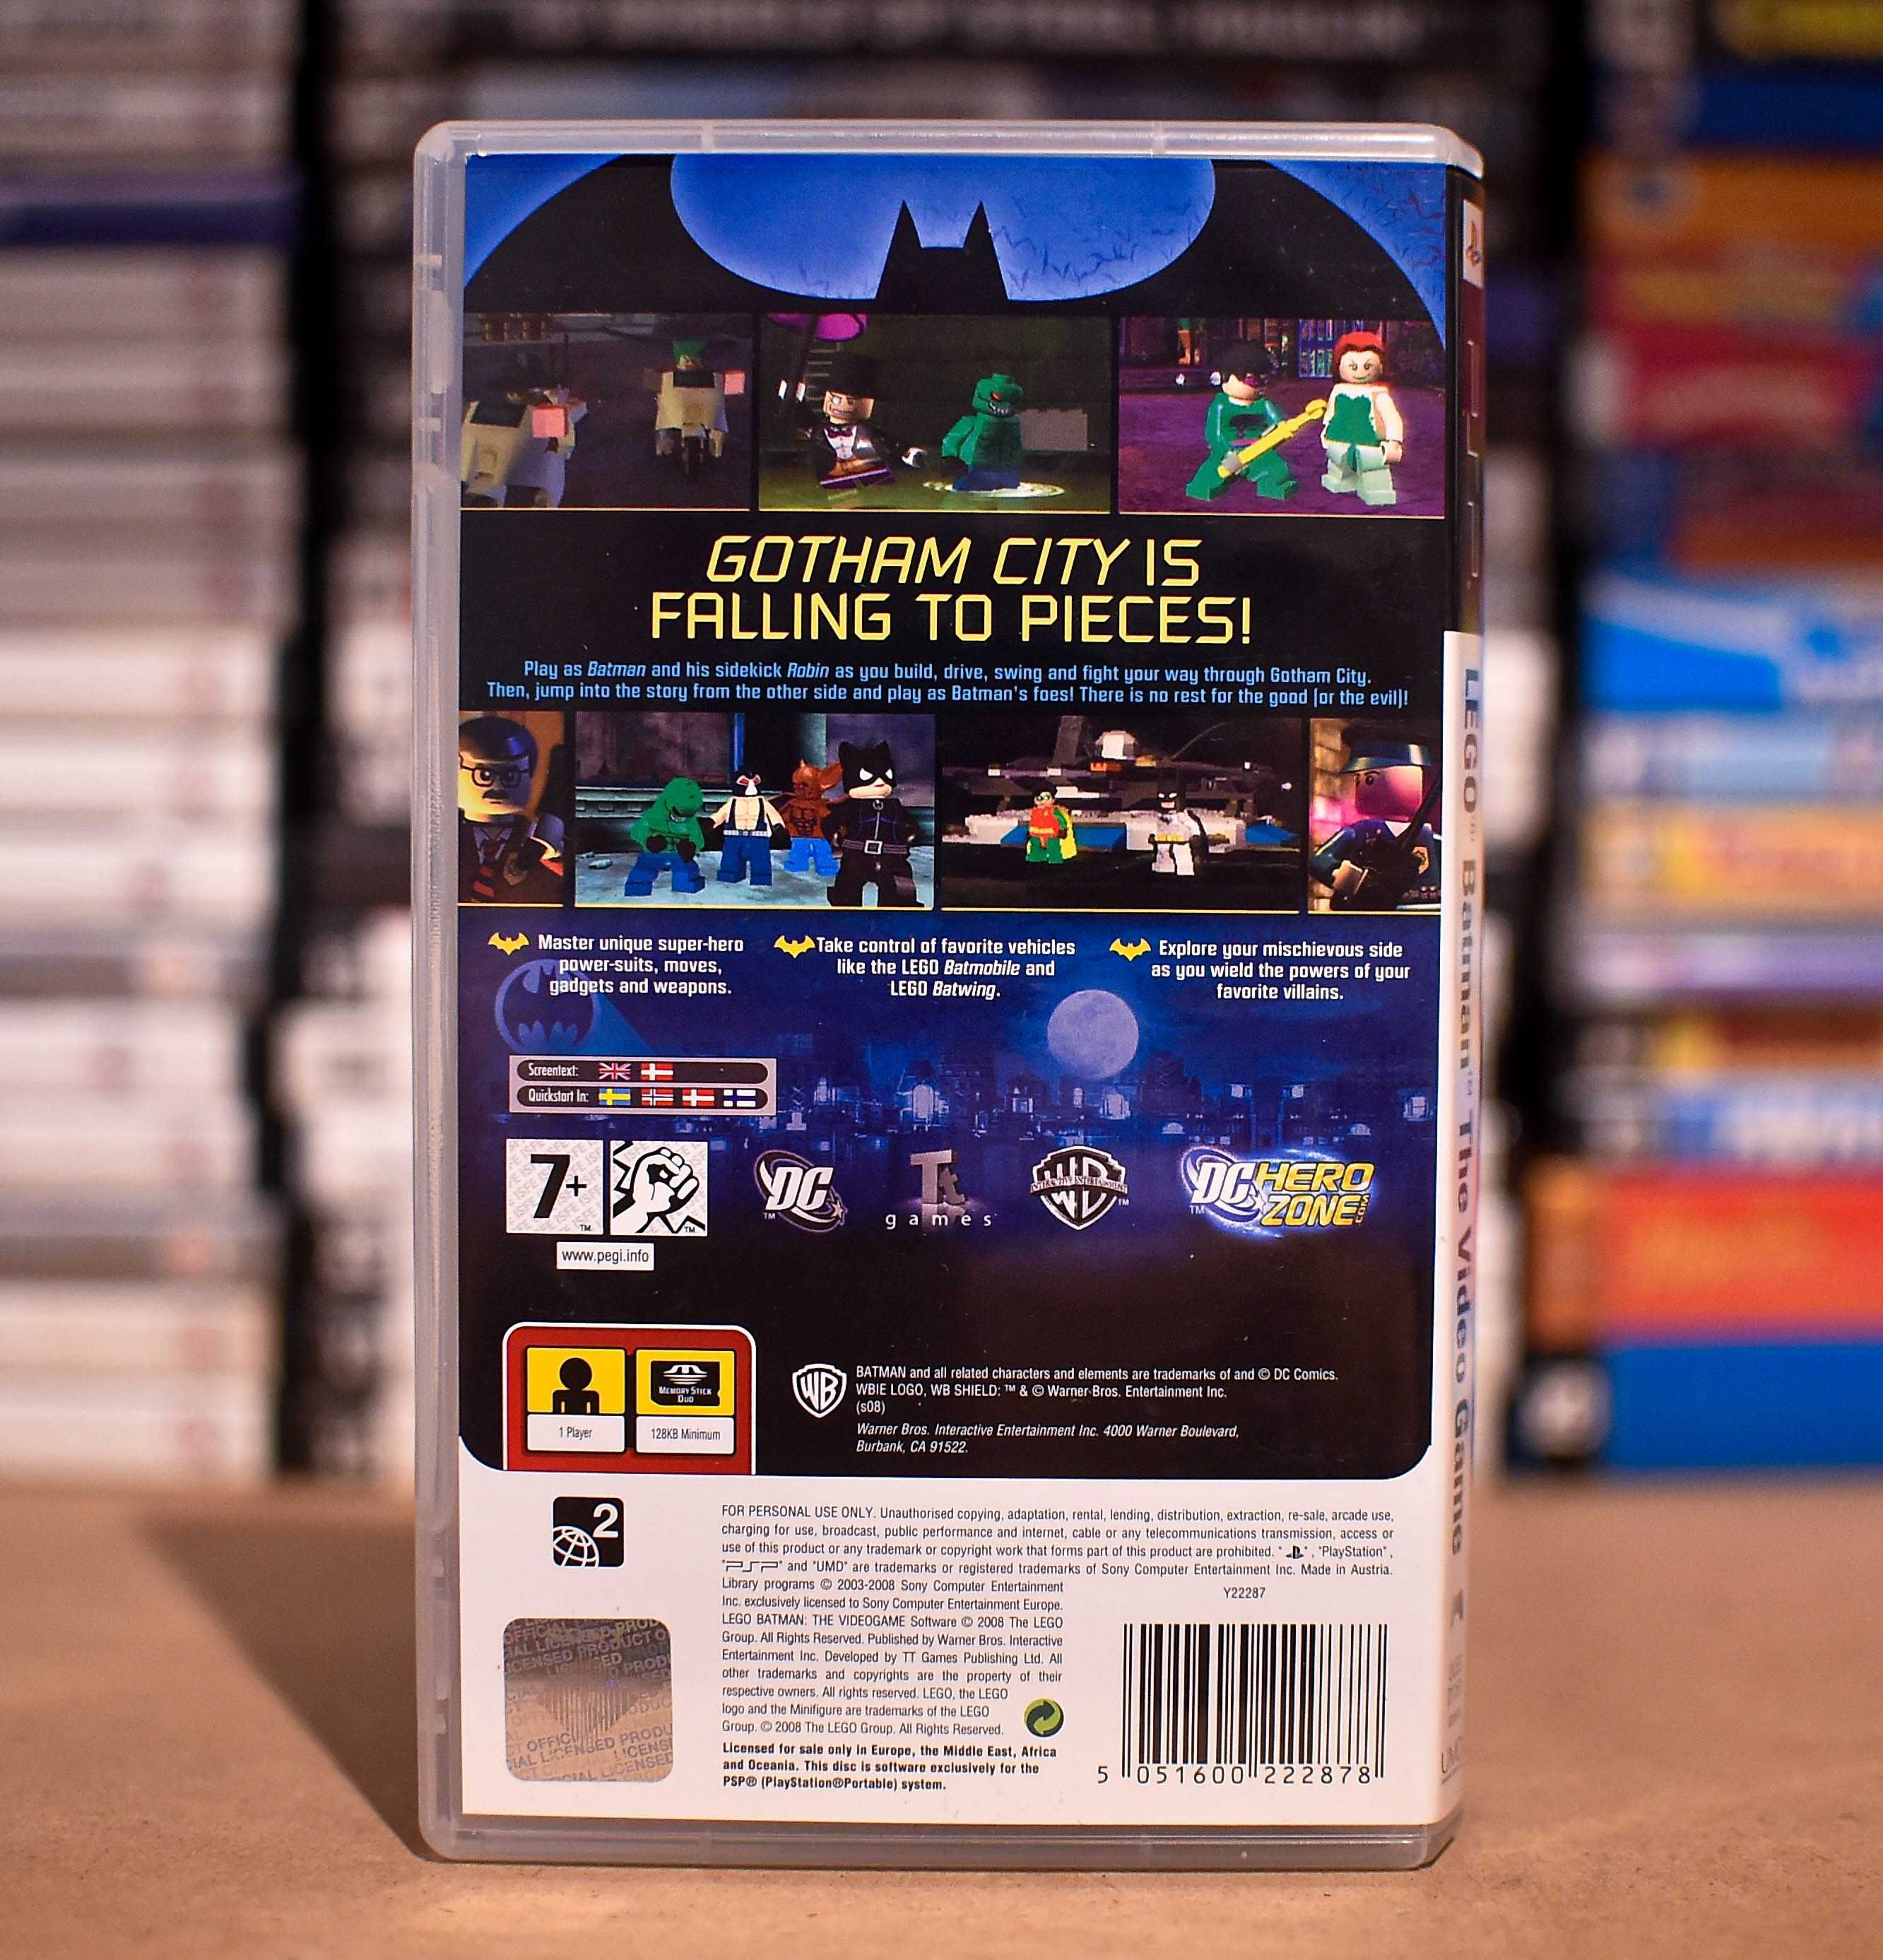 GOTHAM CITY IS
FALLING TO PIECES!
Play as Batman and his sidekick Robin as you build, drive, swing and fight your way through Gotham City.
Then, jump into the story from the other side and play as Batman's foes! There is no rest for the good (or the evil)!
Master unique super-hero
power-suits, moves,
gadgets and weapons.
Take control of favorite vehicles
like the LEGO Batmobile and
LEGO Batwing.
Explore your mischievous side
as you wield the powers of your
favorite villains.
Screentext:
Quickstart In:
7+
TM
TM
www.pegi.info
DC
TM
Tt
games
WB
INTERACTIVE ENTERTAINMENT
TM
DC HERO
ZONE.COM
TM
MEMORY STICK
DUO
1 Player
128KB Minimum
WB
BATMAN and all related characters and elements are trademarks of and © DC Comics.
WBIE LOGO, WB SHIELD: ™ & © Warner Bros. Entertainment Inc.
(s08)
Warner Bros. Interactive Entertainment Inc. 4000 Warner Boulevard,
Burbank, CA 91522.
2
FOR PERSONAL USE ONLY. Unauthorised copying, adaptation, rental, lending, distribution, extraction, re-sale, arcade use,
charging for use, broadcast, public performance and internet, cable or any telecommunications transmission, access or
use of this product or any trademark or copyright work that forms part of this product are prohibited. " ", "PlayStation",
"PSP" and "UMD" are trademarks or registered trademarks of Sony Computer Entertainment Inc. Made in Austria.
Library programs © 2003-2008 Sony Computer Entertainment
Inc. exclusively licensed to Sony Computer Entertainment Europe.
LEGO BATMAN: THE VIDEOGAME Software © 2008 The LEGO
Group. All Rights Reserved. Published by Warner Bros. Interactive
Entertainment Inc. Developed by TT Games Publishing Ltd. All
other trademarks and copyrights are the property of their
respective owners. All rights reserved. LEGO, the LEGO
logo and the Minifigure are trademarks of the LEGO
Group. © 2008 The LEGO Group. All Rights Reserved.
Licensed for sale only in Europe, the Middle East, Africa
and Oceania. This disc is software exclusively for the
PSP® (PlayStation®Portable) system.
Y22287
5 051600 222878
OFFICIAL LICENSED PRODUCT
LEGO Batman™ The Video Game
UMD